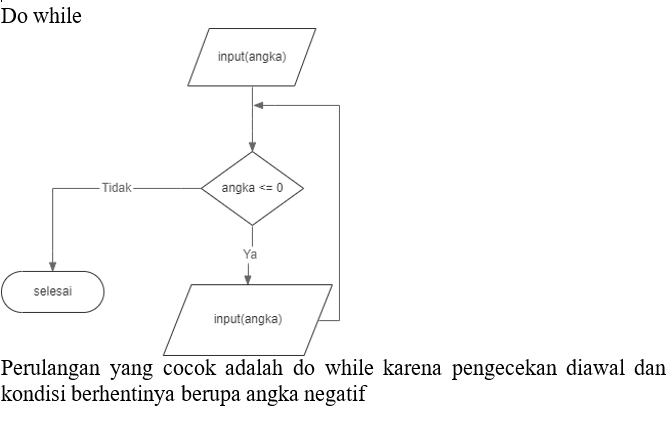 Do while
input(angka)
Tidak
angka <= 0
Ya
selesai
input(angka)
Perulangan yang cocok adalah do while karena pengecekan diawal dan
kondisi berhentinya berupa angka negatif